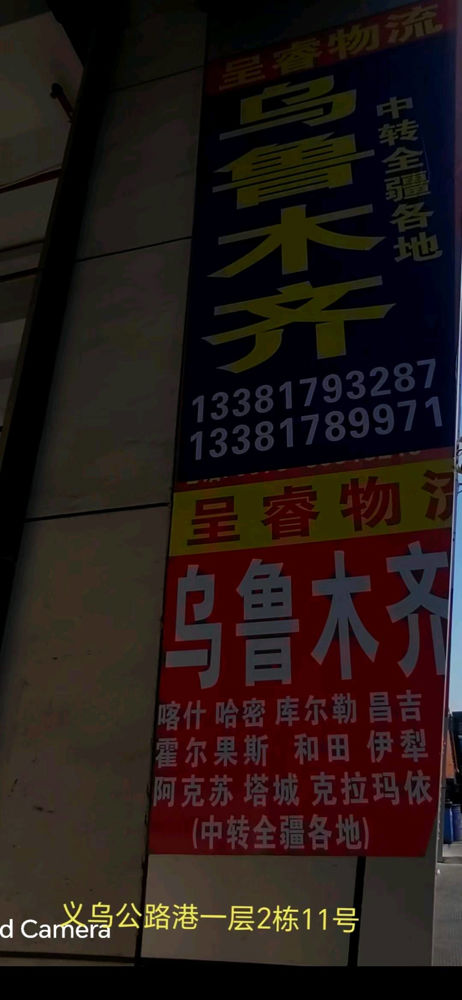 呈睿物流
乌鲁木齐
中转全疆各地
13381793287
13381789971
呈睿物流
乌鲁木齐
喀什 哈密 库尔勒 昌吉
霍尔果斯 和田 伊犁
阿克苏 塔城 克拉玛依
(中转全疆各地)
义乌公路港一层2栋11号
d Camera